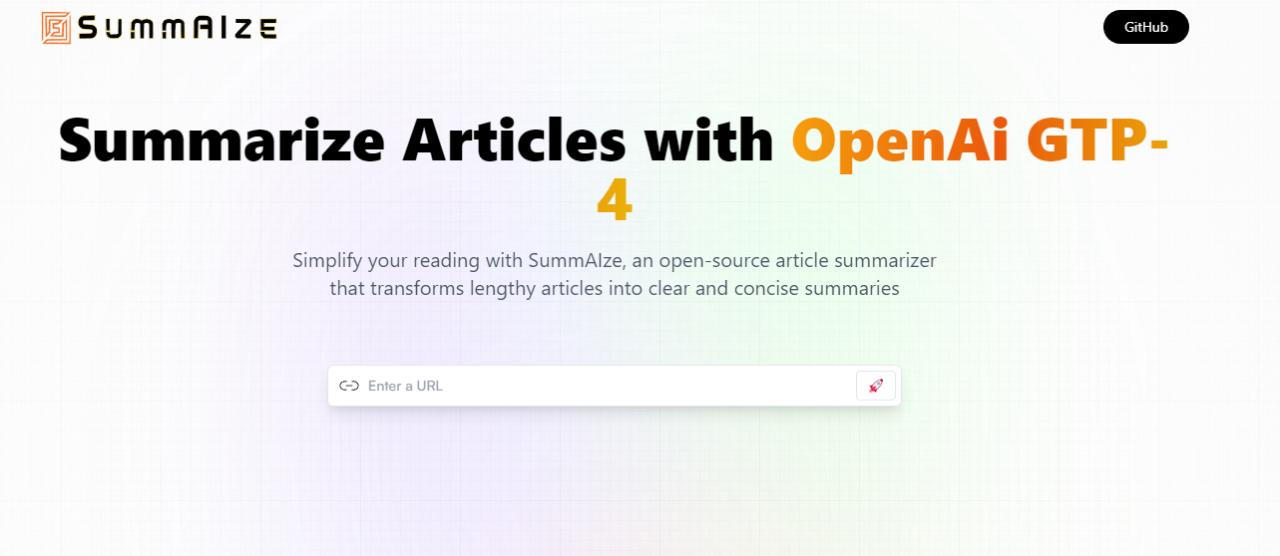 SummAIze
GitHub
Summarize Articles with OpenAi GTP-
4
Simplify your reading with SummAIze, an open-source article summarizer
that transforms lengthy articles into clear and concise summaries
Enter a URL